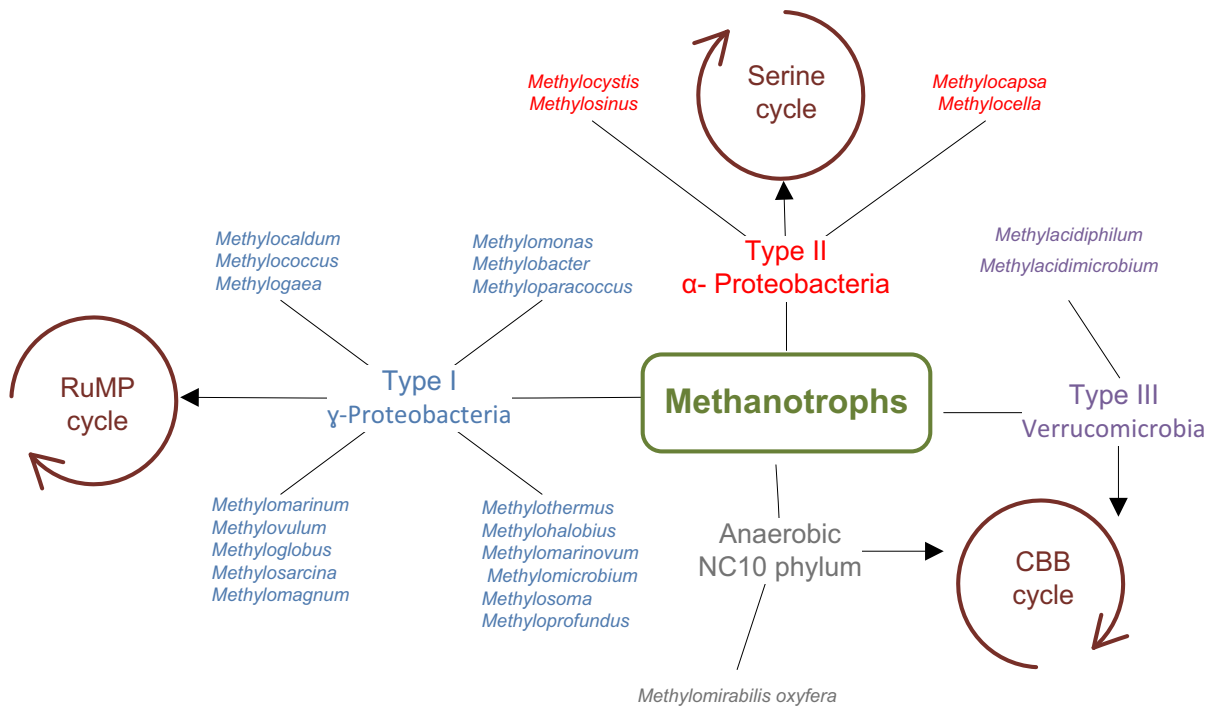 Serine
cycle
Methylocystis
Methylosinus
Methylocapsa
Methylocella
Type II
α- Proteobacteria
Methylocaldum
Methylococcus
Methylogaea
Methylomonas
Methylobacter
Methyloparacoccus
Methylacidiphilum
Methylacidimicrobium
RuMP
cycle
Type I
ɣ-Proteobacteria
Methanotrophs
Type III
Verrucomicrobia
Methylomarinum
Methylovulum
Methyloglobus
Methylosarcina
Methylomagnum
Methylothermus
Methylohalobius
Methylomarinovum
Methylomicrobium
Methylosoma
Methyloprofundus
Anaerobic
NC10 phylum
CBB
cycle
Methylomirabilis oxyfera